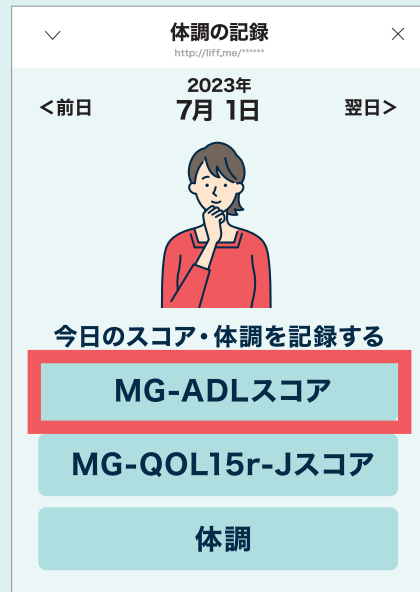 体調の記録
http://liff.me/******
2023年
<前日 7月 1日 翌日>
今日のスコア・体調を記録する
MG-ADLスコア
MG-QOL15r-Jスコア
体調